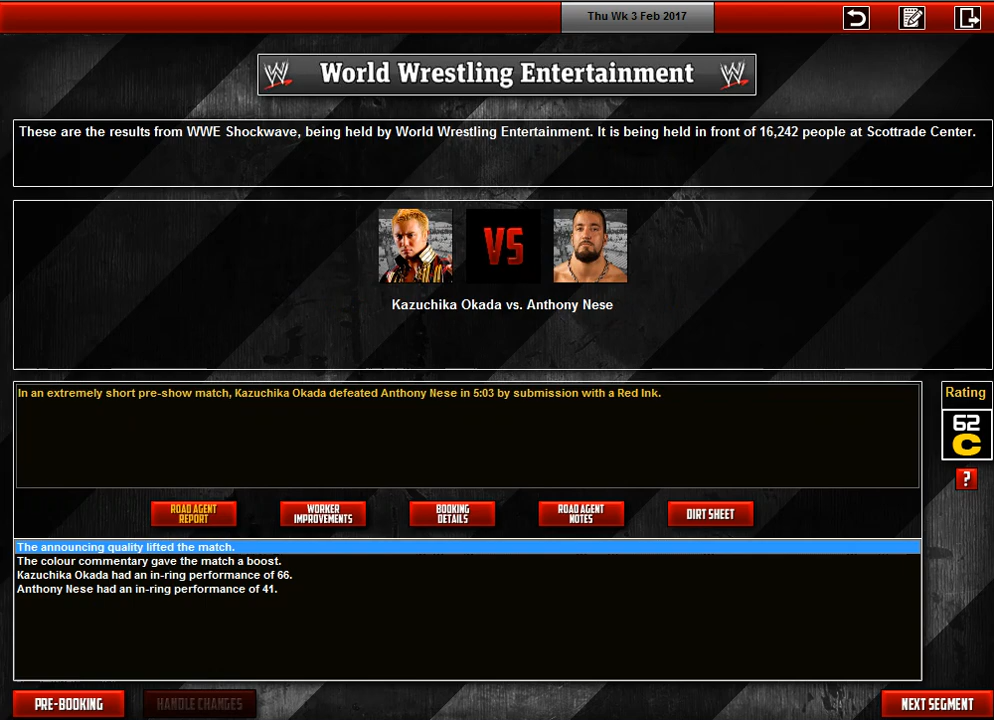 Thu Wk 3 Feb 2017
World Wrestling Entertainment
These are the results from WWE Shockwave, being held by World Wrestling Entertainment. It is being held in front of 16,242 people at Scottrade Center.
VS
Kazuchika Okada vs. Anthony Nese
In an extremely short pre-show match, Kazuchika Okada defeated Anthony Nese in 5:03 by submission with a Red Ink.
Rating
62
C
?
ROAD AGENT REPORT
WORKER IMPROVEMENTS
BOOKING DETAILS
ROAD AGENT NOTES
DIRT SHEET
The announcing quality lifted the match.
The colour commentary gave the match a boost.
Kazuchika Okada had an in-ring performance of 66.
Anthony Nese had an in-ring performance of 41.
PRE-BOOKING
HANDLE CHANGES
NEXT SEGMENT